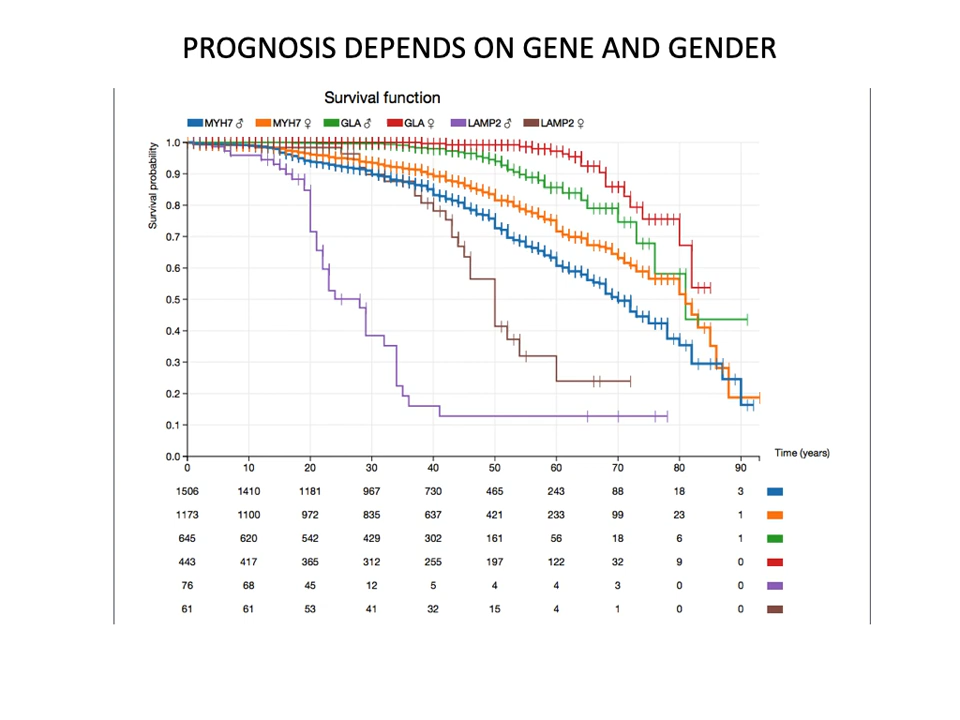 PROGNOSIS DEPENDS ON GENE AND GENDER
Survival function
MYH7 ♂ MYH7 ♀ GLA ♂ GLA ♀ LAMP2 ♂ LAMP2 ♀
Survival probability
1.0
0.9
0.8
0.7
0.6
0.5
0.4
0.3
0.2
0.1
0.0
0 10 20 30 40 50 60 70 80 90
Time (years)
1506 1410 1181 967 730 465 243 88 18 3
1173 1100 972 835 637 421 233 99 23 1
645 620 542 429 302 161 56 18 6 1
443 417 365 312 255 197 122 32 9 0
76 68 45 12 5 4 4 3 0 0
61 61 53 41 32 15 4 1 0 0